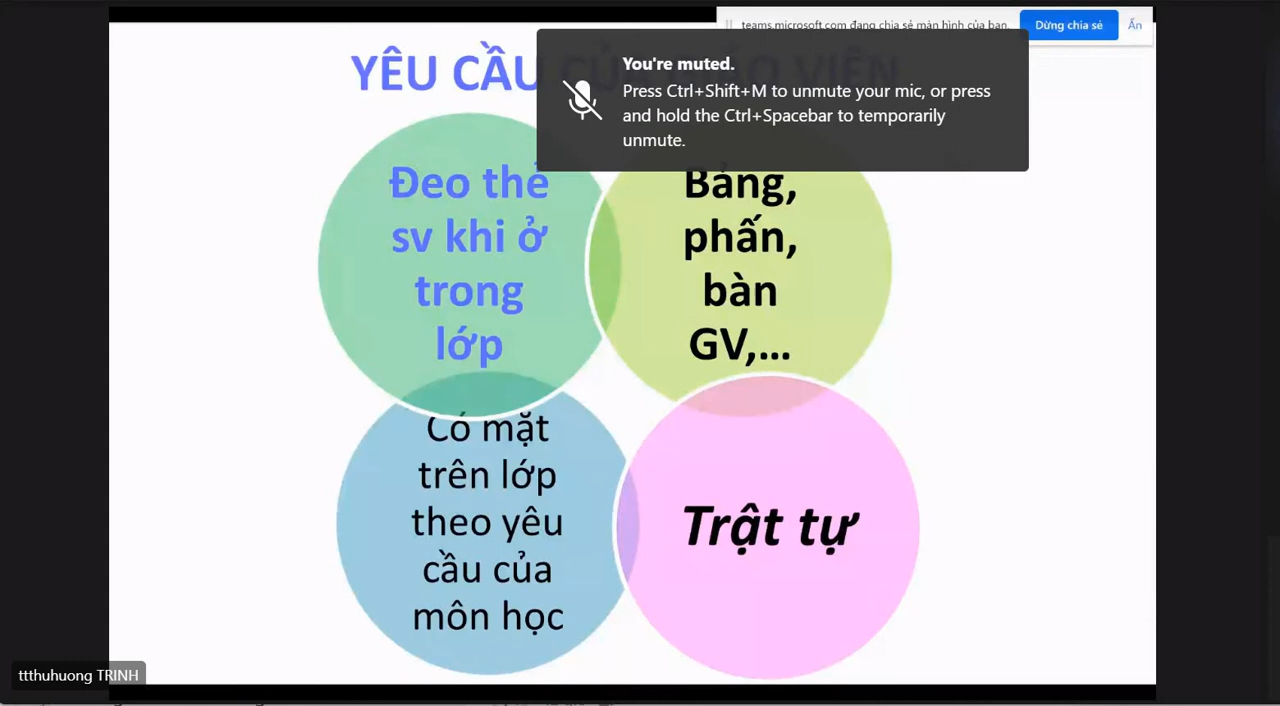 teams.microsoft.com đang chia sẻ màn hình của bạn.
Dừng chia sẻ
Ẩn
YÊU CẦU CỦA GIÁO VIÊN
You're muted.
Press Ctrl+Shift+M to unmute your mic, or press
and hold the Ctrl+Spacebar to temporarily
unmute.
Đeo thẻ
sv khi ở
trong
lớp
Bảng,
phấn,
bàn
GV,...
Có mặt
trên lớp
theo yêu
cầu của
môn học
Trật tự
ttthuhuong TRINH